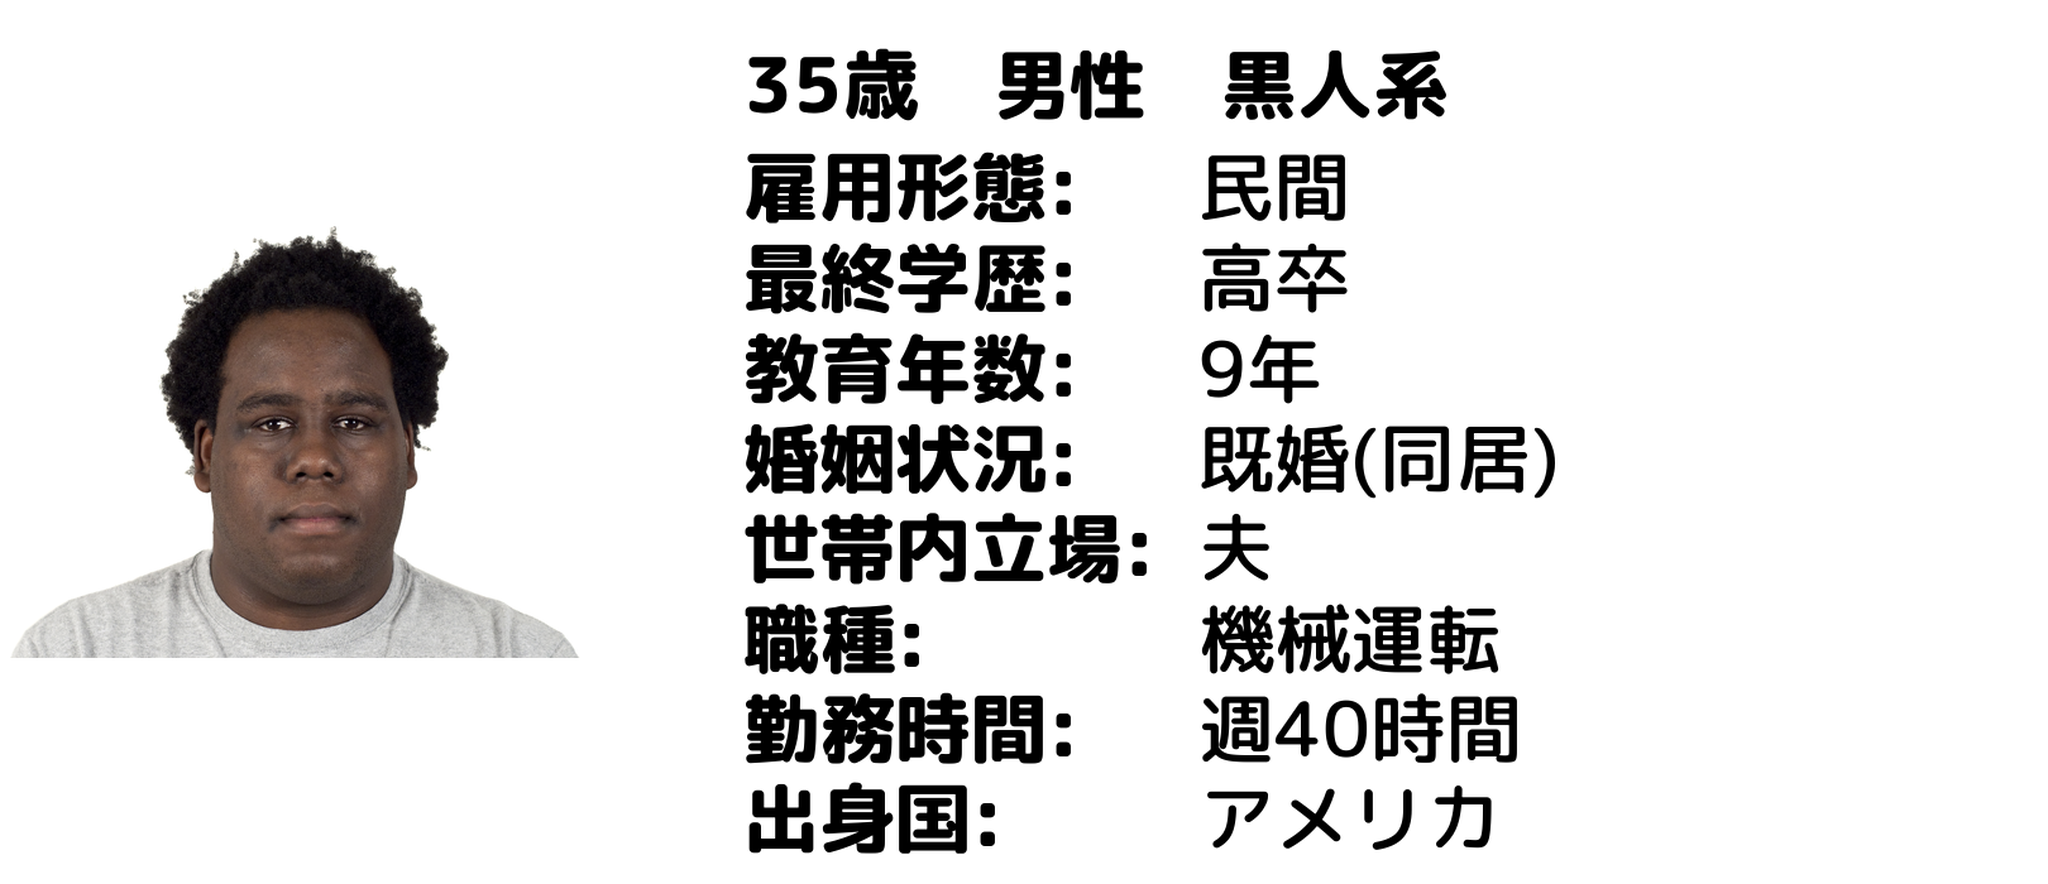 35歳　男性　黒人系
雇用形態:　民間
最終学歴:　高卒
教育年数:　9年
婚姻状況:　既婚(同居)
世帯内立場:　夫
職種:　機械運転
勤務時間:　週40時間
出身国:　アメリカ